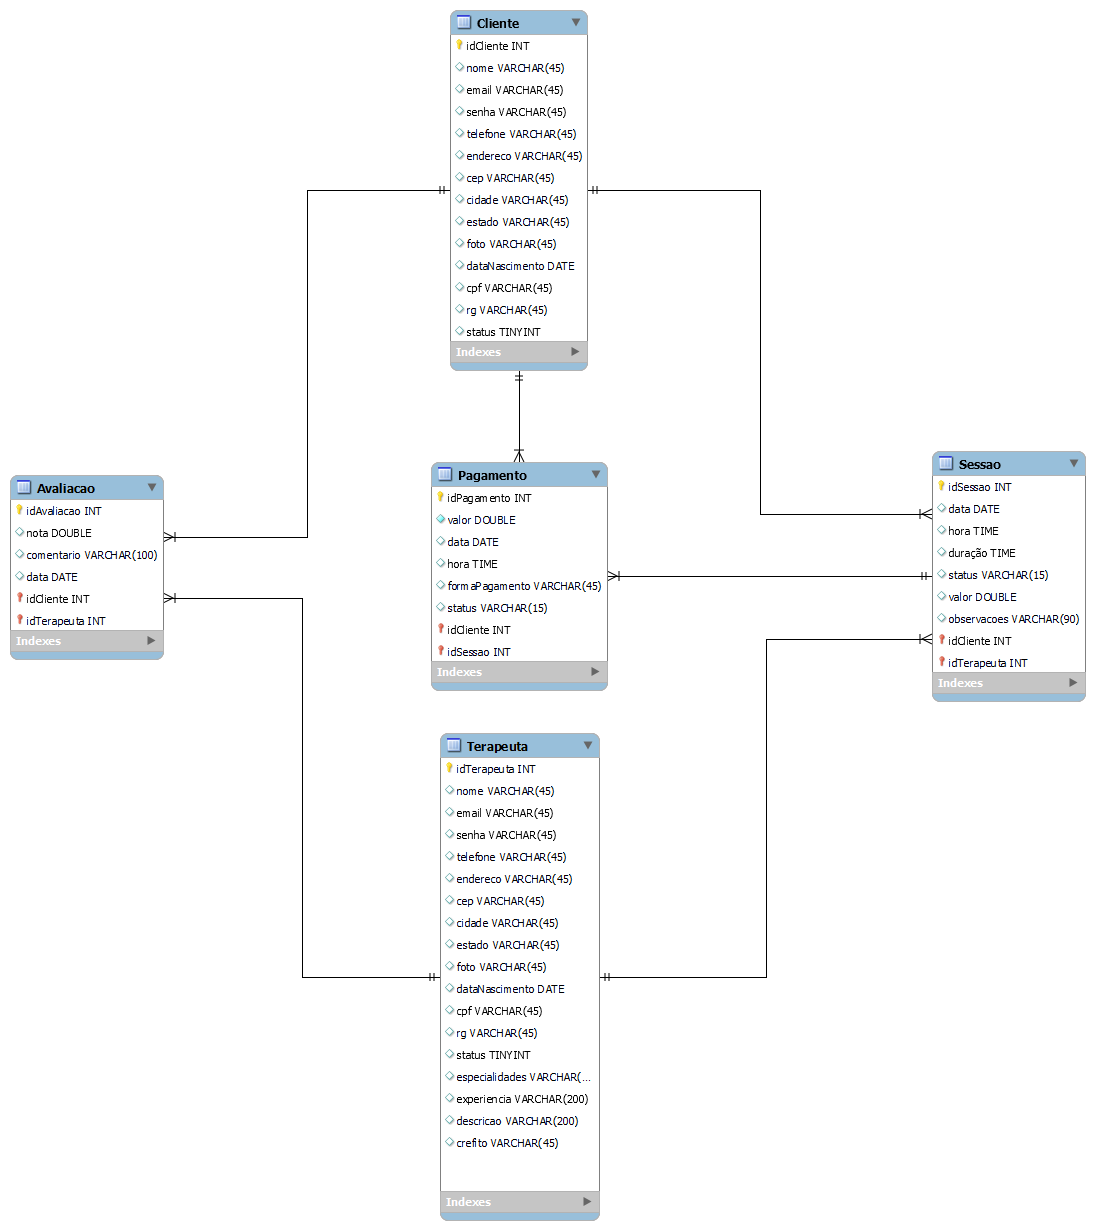 Cliente
idCliente INT
nome VARCHAR(45)
email VARCHAR(45)
senha VARCHAR(45)
telefone VARCHAR(45)
endereco VARCHAR(45)
cep VARCHAR(45)
cidade VARCHAR(45)
estado VARCHAR(45)
foto VARCHAR(45)
dataNascimento DATE
cpf VARCHAR(45)
rg VARCHAR(45)
status TINYINT
Indexes
Avaliacao
idAvaliacao INT
nota DOUBLE
comentario VARCHAR(100)
data DATE
idCliente INT
idTerapeuta INT
Indexes
Pagamento
idPagamento INT
valor DOUBLE
data DATE
hora TIME
formaPagamento VARCHAR(45)
status VARCHAR(15)
idCliente INT
idSessao INT
Indexes
Sessao
idSessao INT
data DATE
hora TIME
duração TIME
status VARCHAR(15)
valor DOUBLE
observacoes VARCHAR(90)
idCliente INT
idTerapeuta INT
Indexes
Terapeuta
idTerapeuta INT
nome VARCHAR(45)
email VARCHAR(45)
senha VARCHAR(45)
telefone VARCHAR(45)
endereco VARCHAR(45)
cep VARCHAR(45)
cidade VARCHAR(45)
estado VARCHAR(45)
foto VARCHAR(45)
dataNascimento DATE
cpf VARCHAR(45)
rg VARCHAR(45)
status TINYINT
especialidades VARCHAR(...
experiencia VARCHAR(200)
descricao VARCHAR(200)
crefito VARCHAR(45)
Indexes